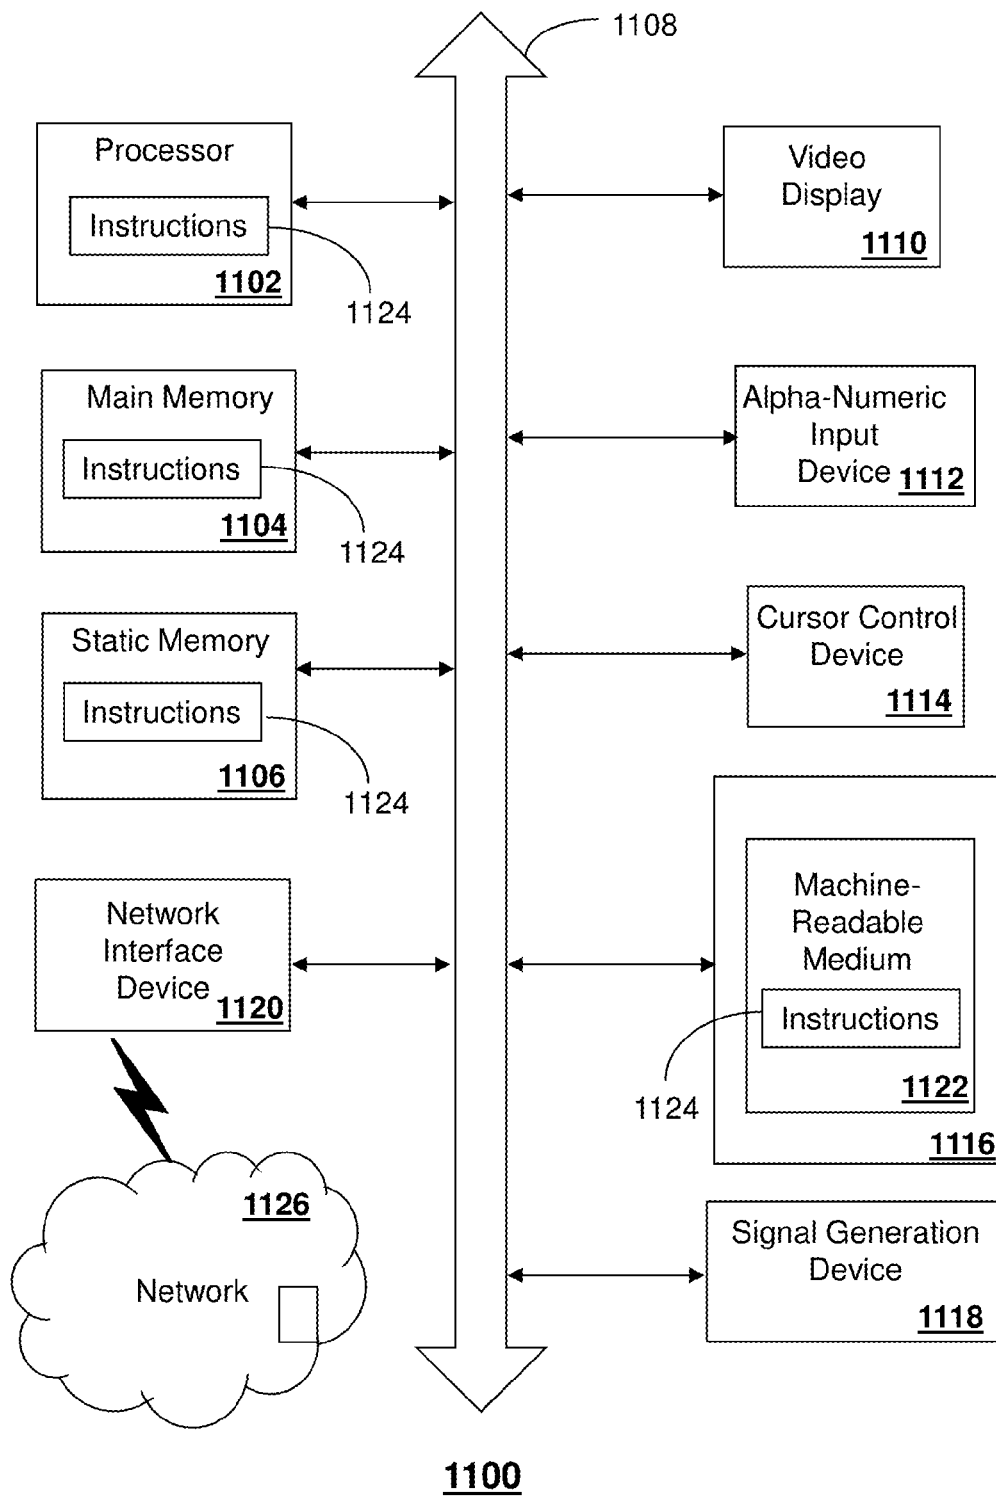 1108
Processor
Instructions
1102
1124
Video
Display
1110
Main Memory
Instructions
1104
1124
Alpha-Numeric
Input
Device 1112
Static Memory
Instructions
1106
1124
Cursor Control
Device
1114
Network
Interface
Device 1120
Machine-
Readable
Medium
Instructions
1122
1124
1116
1126
Network
Signal Generation
Device
1118
1100